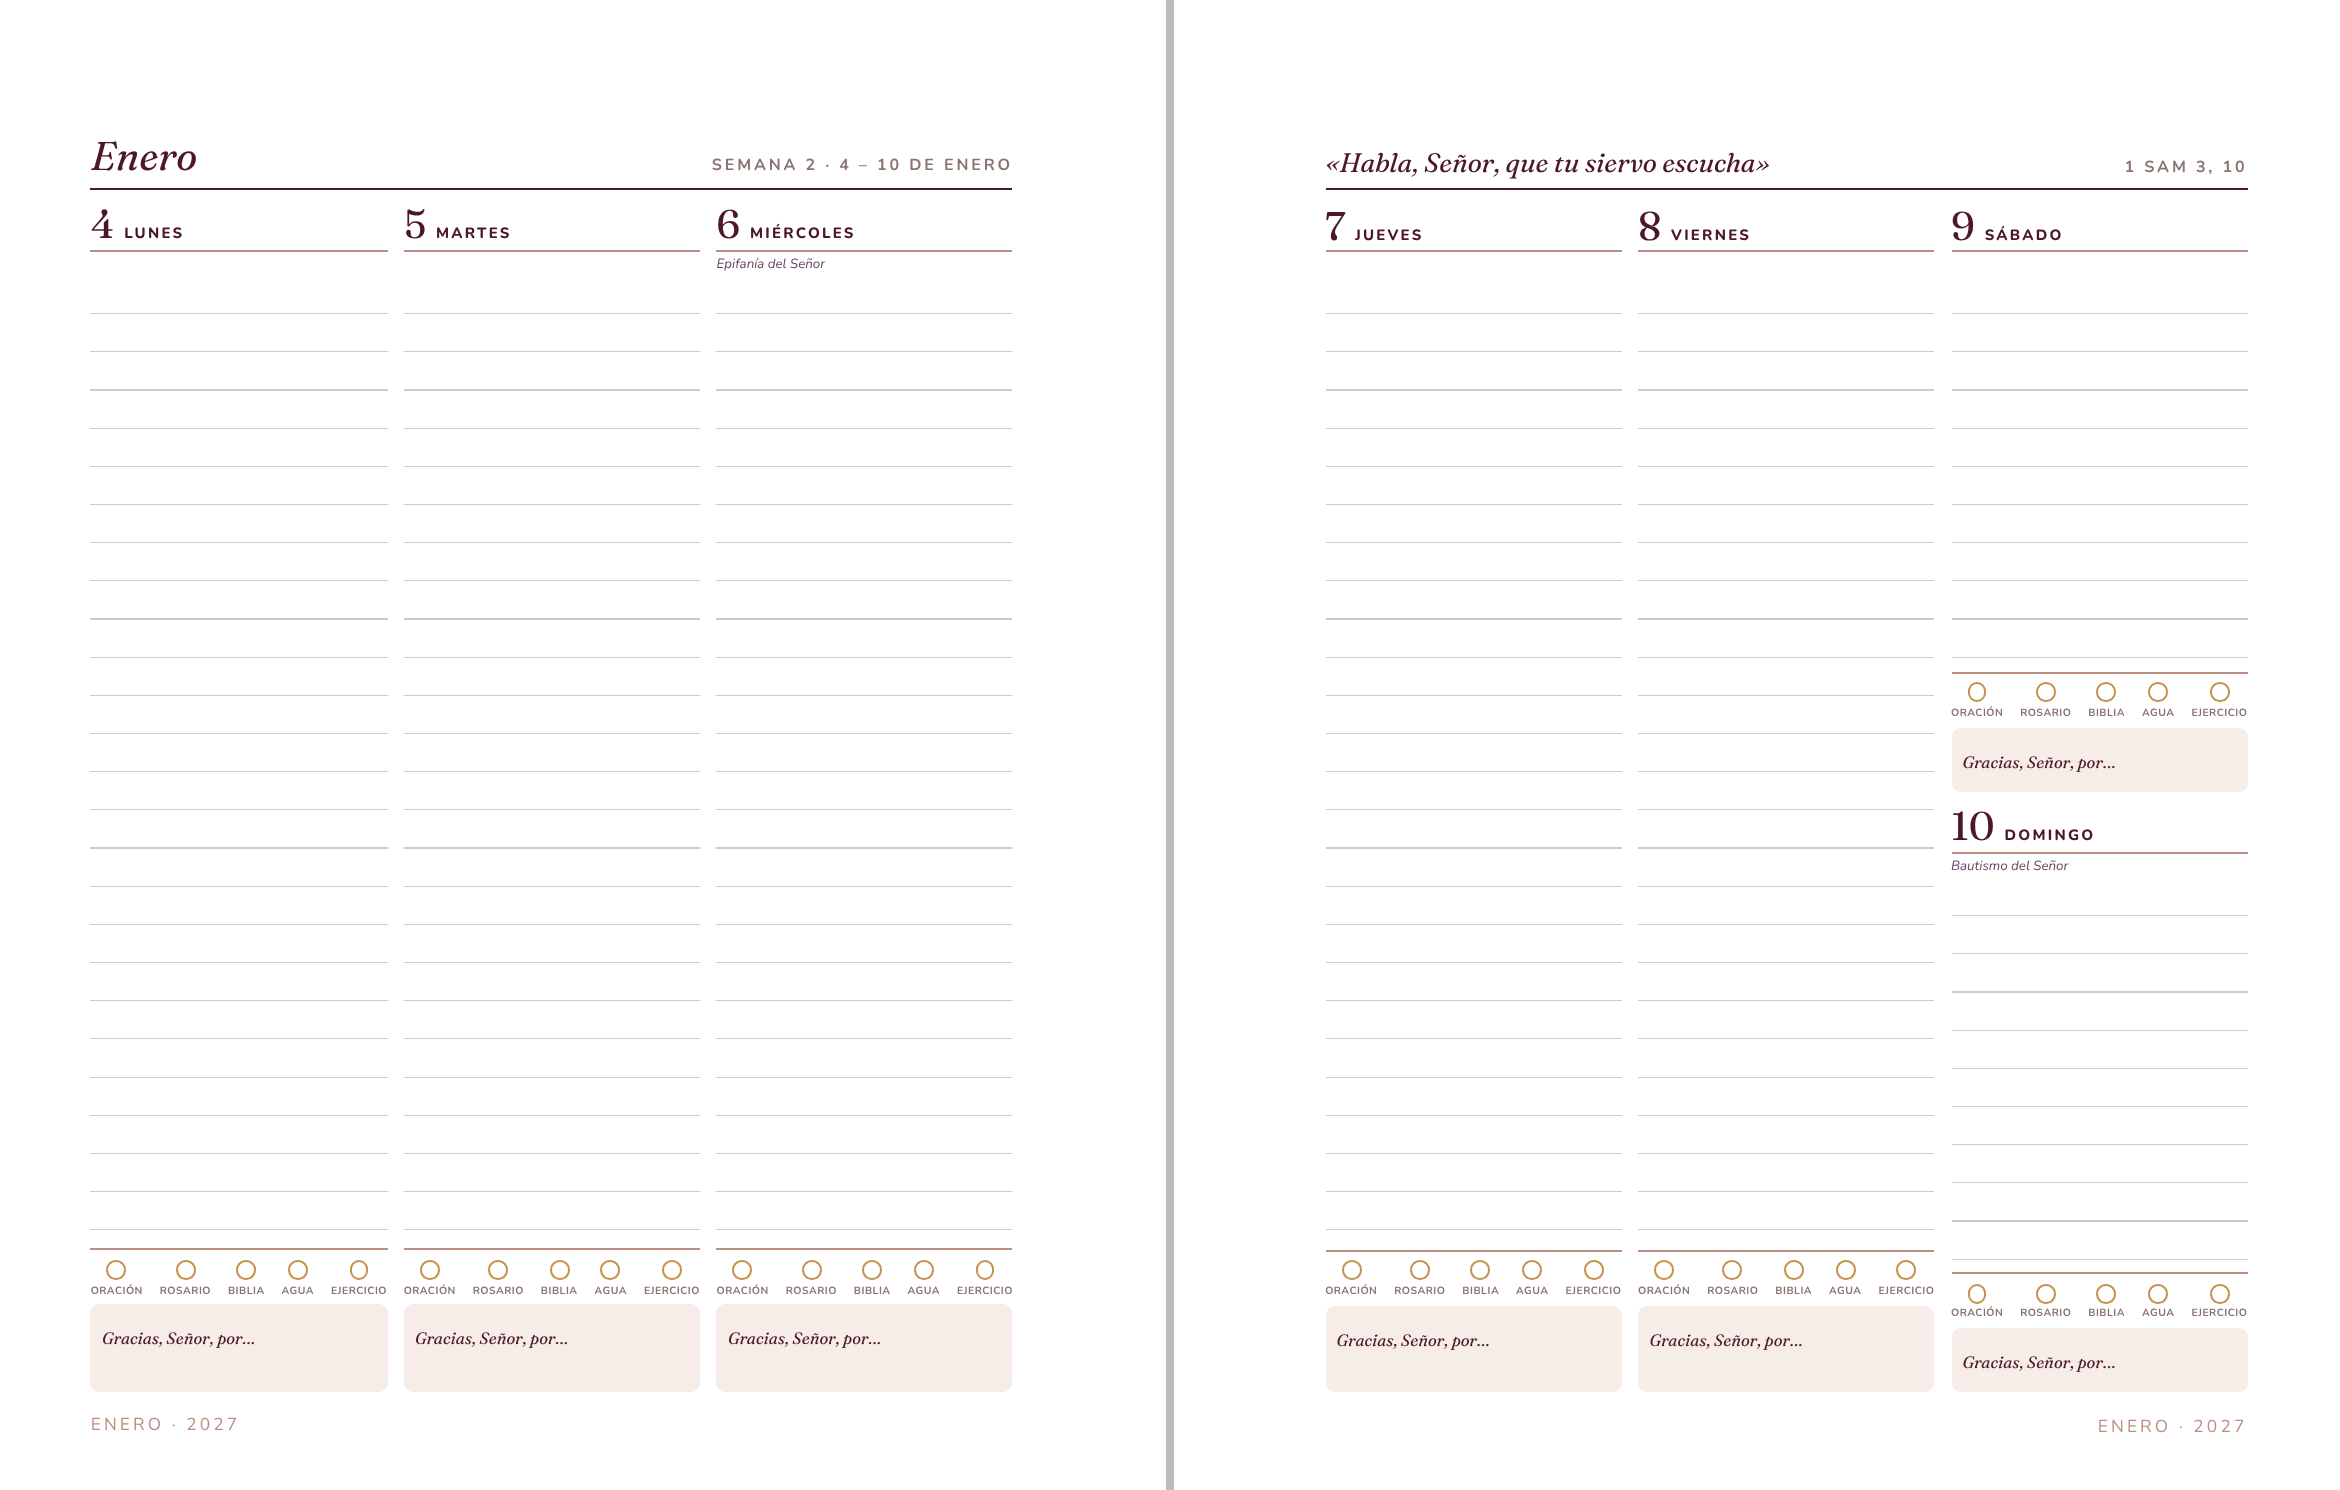 Enero
SEMANA 2 · 4 – 10 DE ENERO
4 LUNES
5 MARTES
6 MIÉRCOLES
Epifanía del Señor
ORACIÓN ROSARIO BIBLIA AGUA EJERCICIO
ORACIÓN ROSARIO BIBLIA AGUA EJERCICIO
ORACIÓN ROSARIO BIBLIA AGUA EJERCICIO
Gracias, Señor, por...
Gracias, Señor, por...
Gracias, Señor, por...
ENERO · 2027
«Habla, Señor, que tu siervo escucha»
1 SAM 3, 10
7 JUEVES
8 VIERNES
9 SÁBADO
ORACIÓN ROSARIO BIBLIA AGUA EJERCICIO
Gracias, Señor, por...
10 DOMINGO
Bautismo del Señor
ORACIÓN ROSARIO BIBLIA AGUA EJERCICIO
ORACIÓN ROSARIO BIBLIA AGUA EJERCICIO
ORACIÓN ROSARIO BIBLIA AGUA EJERCICIO
Gracias, Señor, por...
Gracias, Señor, por...
Gracias, Señor, por...
ENERO · 2027